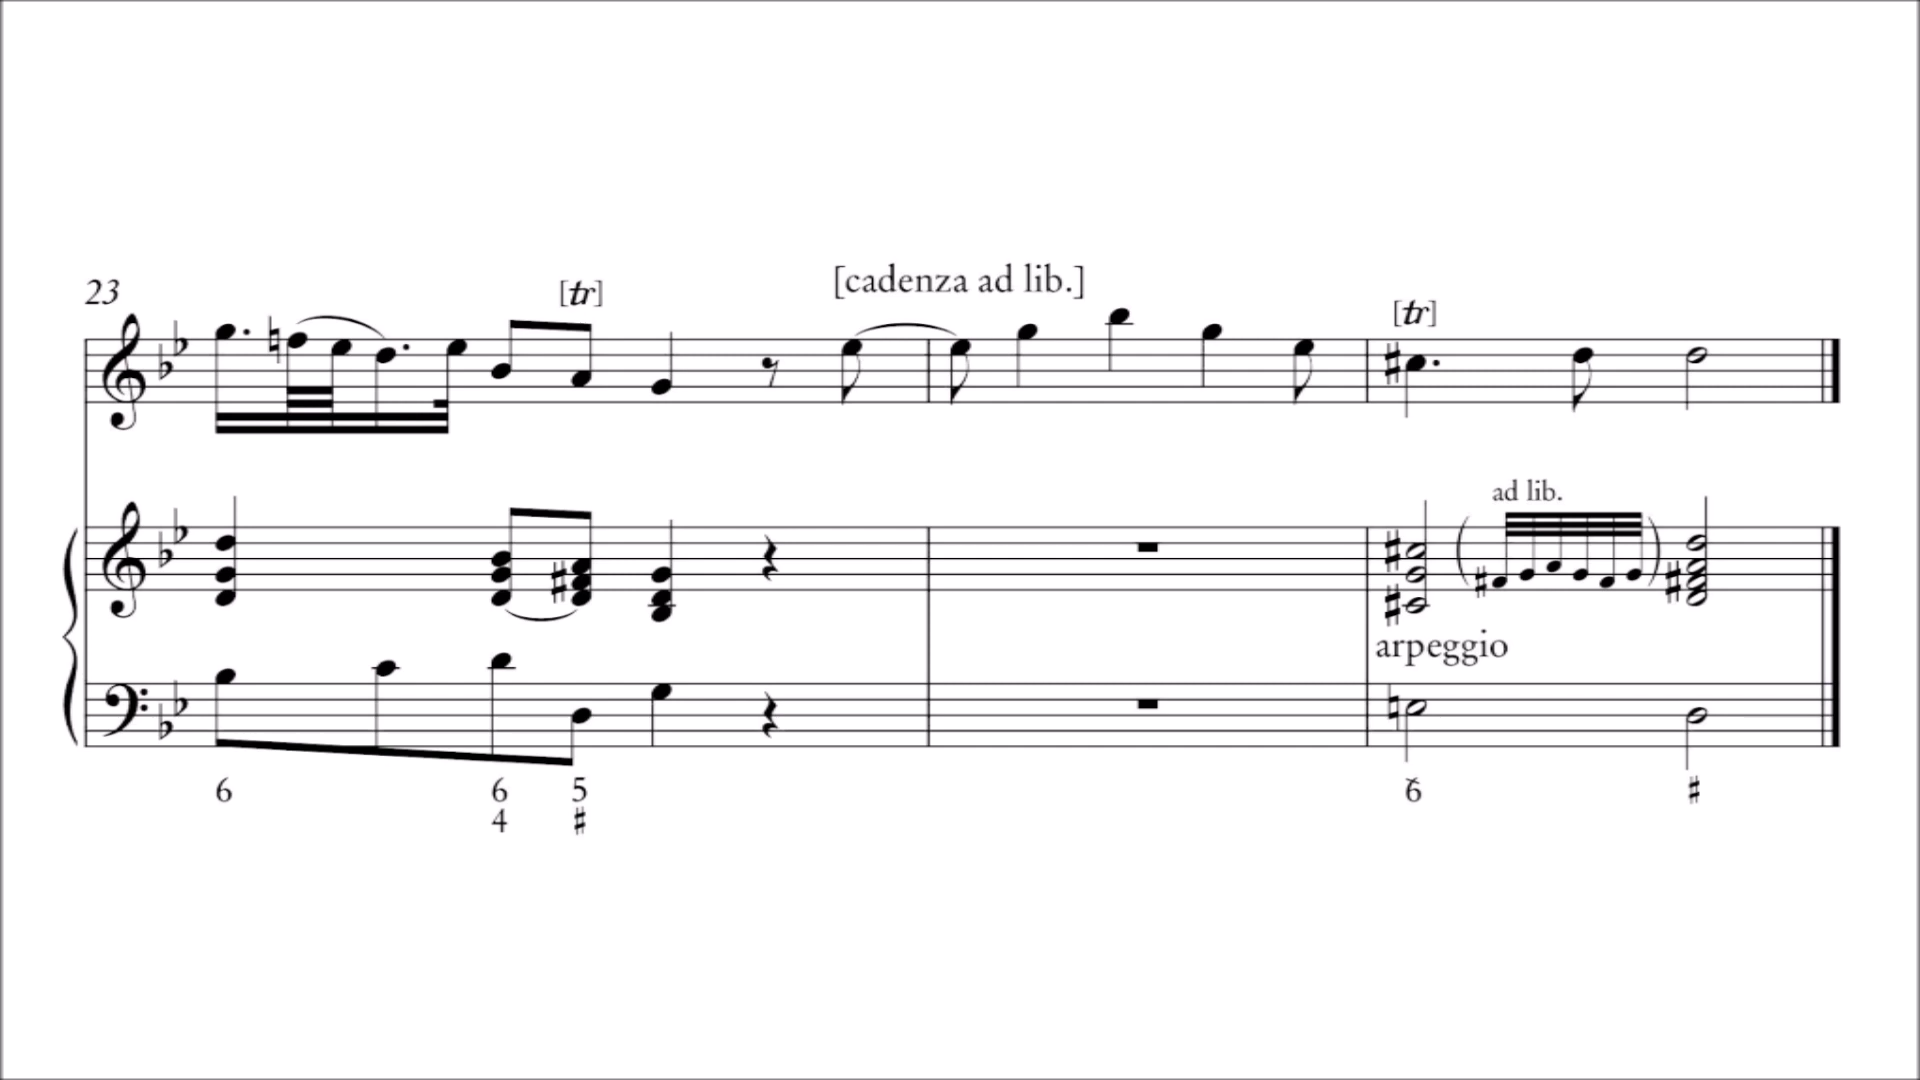 23
[tr]
[cadenza ad lib.]
[tr]
ad lib.
arpeggio
6 6 5 6 ♯
4 ♯